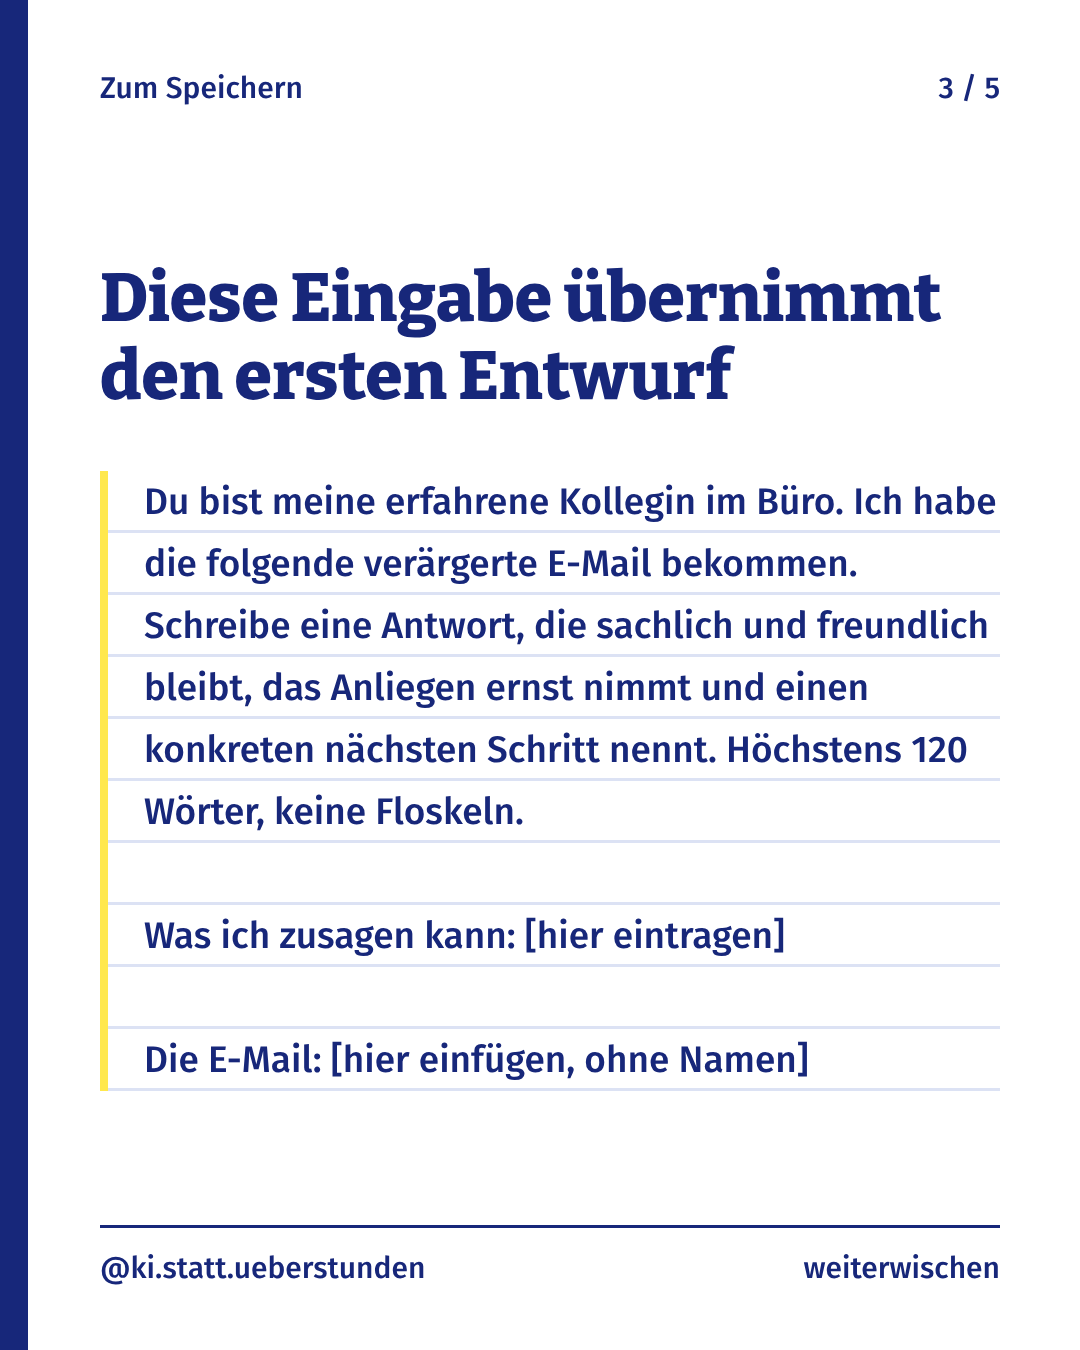 Zum Speichern
3 / 5
Diese Eingabe übernimmt
den ersten Entwurf
Du bist meine erfahrene Kollegin im Büro. Ich habe
die folgende verärgerte E-Mail bekommen.
Schreibe eine Antwort, die sachlich und freundlich
bleibt, das Anliegen ernst nimmt und einen
konkreten nächsten Schritt nennt. Höchstens 120
Wörter, keine Floskeln.
Was ich zusagen kann: [hier eintragen]
Die E-Mail: [hier einfügen, ohne Namen]
@ki.statt.ueberstunden
weiterwischen